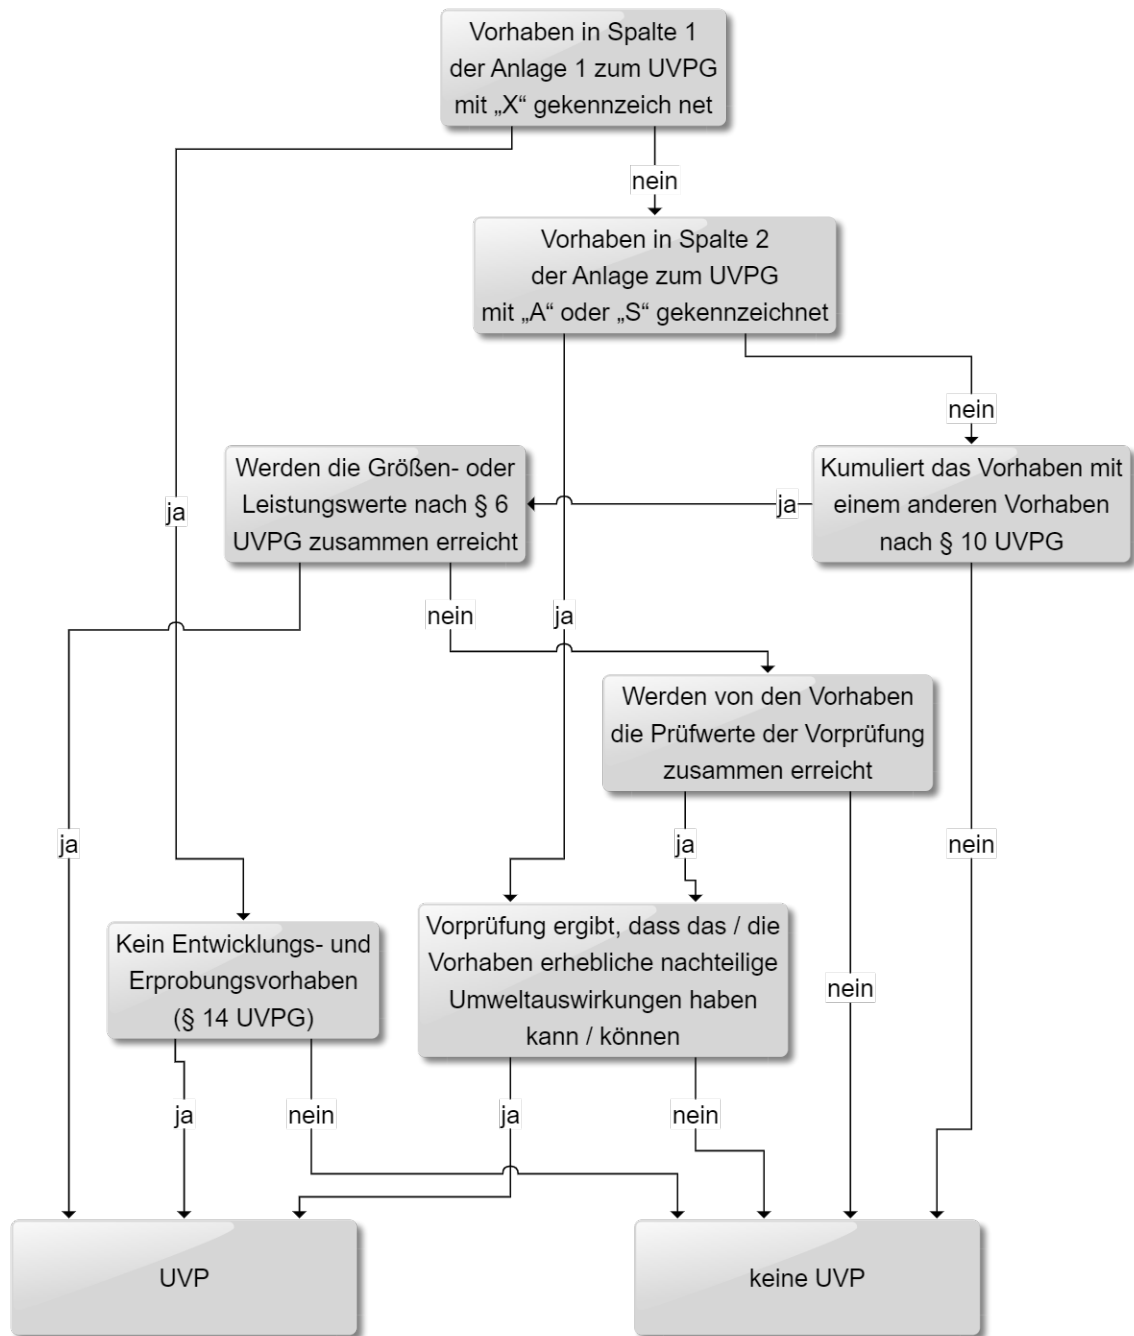 Vorhaben in Spalte 1
der Anlage 1 zum UVPG
mit „X“ gekennzeich net
nein
Vorhaben in Spalte 2
der Anlage zum UVPG
mit „A“ oder „S“ gekennzeichnet
nein
Werden die Größen- oder
Leistungswerte nach § 6
UVPG zusammen erreicht
ja
Kumuliert das Vorhaben mit
einem anderen Vorhaben
nach § 10 UVPG
ja
nein
ja
Werden von den Vorhaben
die Prüfwerte der Vorprüfung
zusammen erreicht
ja
ja
nein
Kein Entwicklungs- und
Erprobungsvorhaben
(§ 14 UVPG)
Vorprüfung ergibt, dass das / die
Vorhaben erhebliche nachteilige
Umweltauswirkungen haben
kann / können
nein
ja
nein
ja
nein
UVP
keine UVP